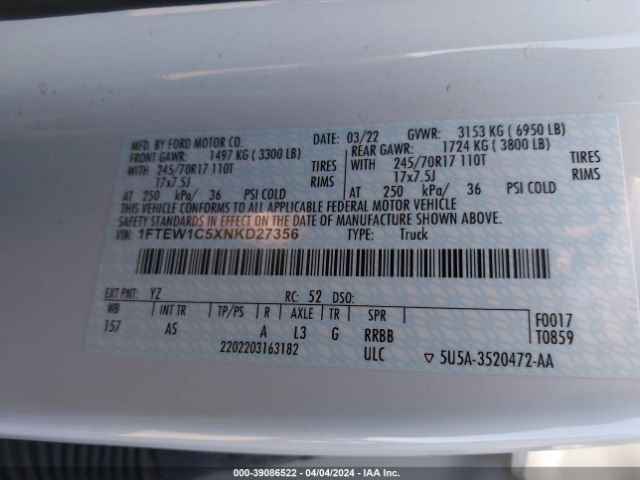 MFD. BY FORD MOTOR CO. DATE: 03/22 GVWR: 3153 KG ( 6950 LB)
FRONT GAWR: 1497 KG ( 3300 LB) REAR GAWR: 1724 KG ( 3800 LB)
WITH 245/70R17 110T TIRES WITH 245/70R17 110T TIRES
17x7.5J RIMS 17x7.5J RIMS
AT 250 kPa/ 36 PSI COLD AT 250 kPa/ 36 PSI COLD
THIS VEHICLE CONFORMS TO ALL APPLICABLE FEDERAL MOTOR VEHICLE
SAFETY STANDARDS IN EFFECT ON THE DATE OF MANUFACTURE SHOWN ABOVE.
VIN: 1FTEW1C5XNKD27356 TYPE: Truck
EXT PNT: YZ RC: 52 DSO:
WB INT TR TP/PS R AXLE TR SPR
157 AS A L3 G RRBB
F0017
T0859
2202203163182 ULC ▽ 5U5A-3520472-AA
000-39086522 - 04/04/2024 - IAA Inc.